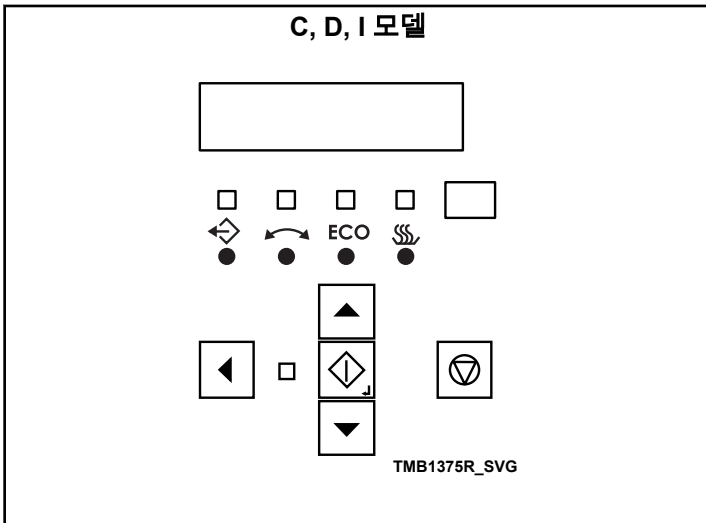 C, D, I 모델
ECO
TMB1375R_SVG